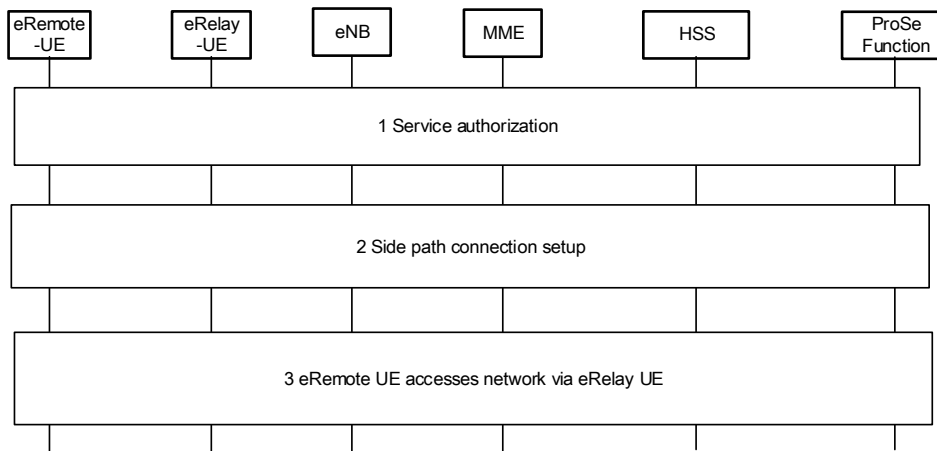 eRemote
-UE
eRelay
-UE
eNB
MME
HSS
ProSe
Function
1 Service authorization
2 Side path connection setup
3 eRemote UE accesses network via eRelay UE